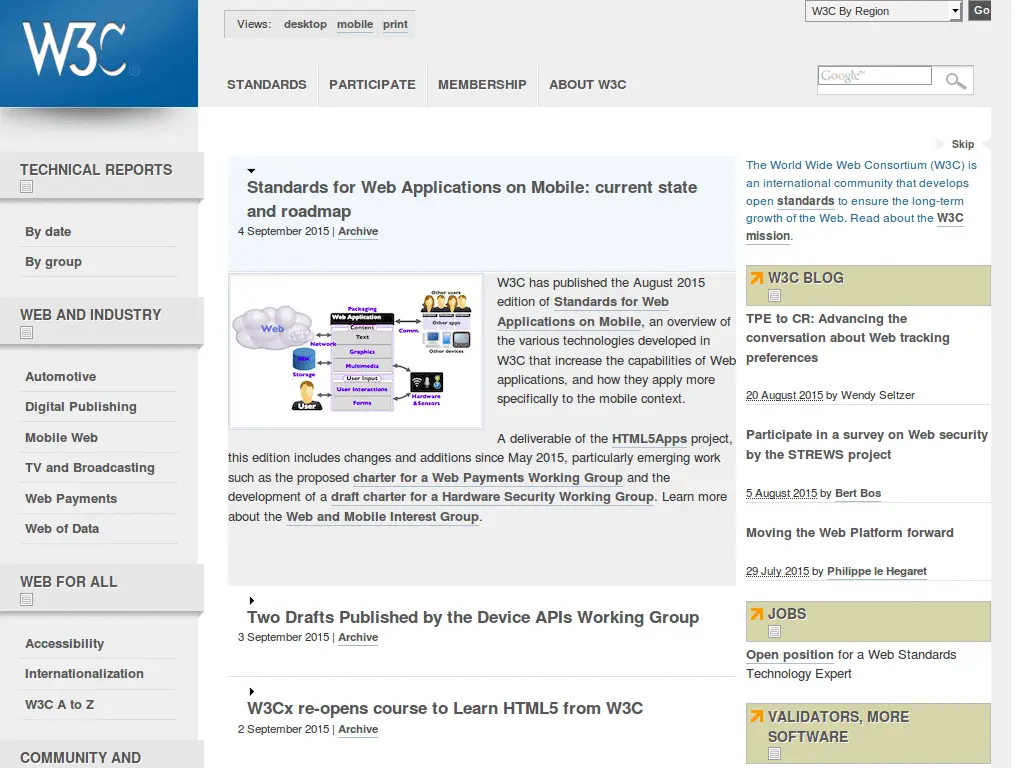 W3C®
Views: desktop mobile print
W3C By Region
Go
STANDARDS PARTICIPATE MEMBERSHIP ABOUT W3C
Google™
Skip
TECHNICAL REPORTS
By date
By group
WEB AND INDUSTRY
Automotive
Digital Publishing
Mobile Web
TV and Broadcasting
Web Payments
Web of Data
WEB FOR ALL
Accessibility
Internationalization
W3C A to Z
COMMUNITY AND
Standards for Web Applications on Mobile: current state
and roadmap
4 September 2015 | Archive
Web
Packaging
Web Application
Content
Text
Graphics
Multimedia
User Input
User Interactions
Forms
Network
Storage
User
Comm.
Other users
Other apps
Other devices
Hardware
&Sensors
W3C has published the August 2015
edition of Standards for Web
Applications on Mobile, an overview of
the various technologies developed in
W3C that increase the capabilities of Web
applications, and how they apply more
specifically to the mobile context.
A deliverable of the HTML5Apps project,
this edition includes changes and additions since May 2015, particularly emerging work
such as the proposed charter for a Web Payments Working Group and the
development of a draft charter for a Hardware Security Working Group. Learn more
about the Web and Mobile Interest Group.
Two Drafts Published by the Device APIs Working Group
3 September 2015 | Archive
W3Cx re-opens course to Learn HTML5 from W3C
2 September 2015 | Archive
The World Wide Web Consortium (W3C) is
an international community that develops
open standards to ensure the long-term
growth of the Web. Read about the W3C
mission.
W3C BLOG
TPE to CR: Advancing the
conversation about Web tracking
preferences
20 August 2015 by Wendy Seltzer
Participate in a survey on Web security
by the STREWS project
5 August 2015 by Bert Bos
Moving the Web Platform forward
29 July 2015 by Philippe le Hegaret
JOBS
Open position for a Web Standards
Technology Expert
VALIDATORS, MORE
SOFTWARE